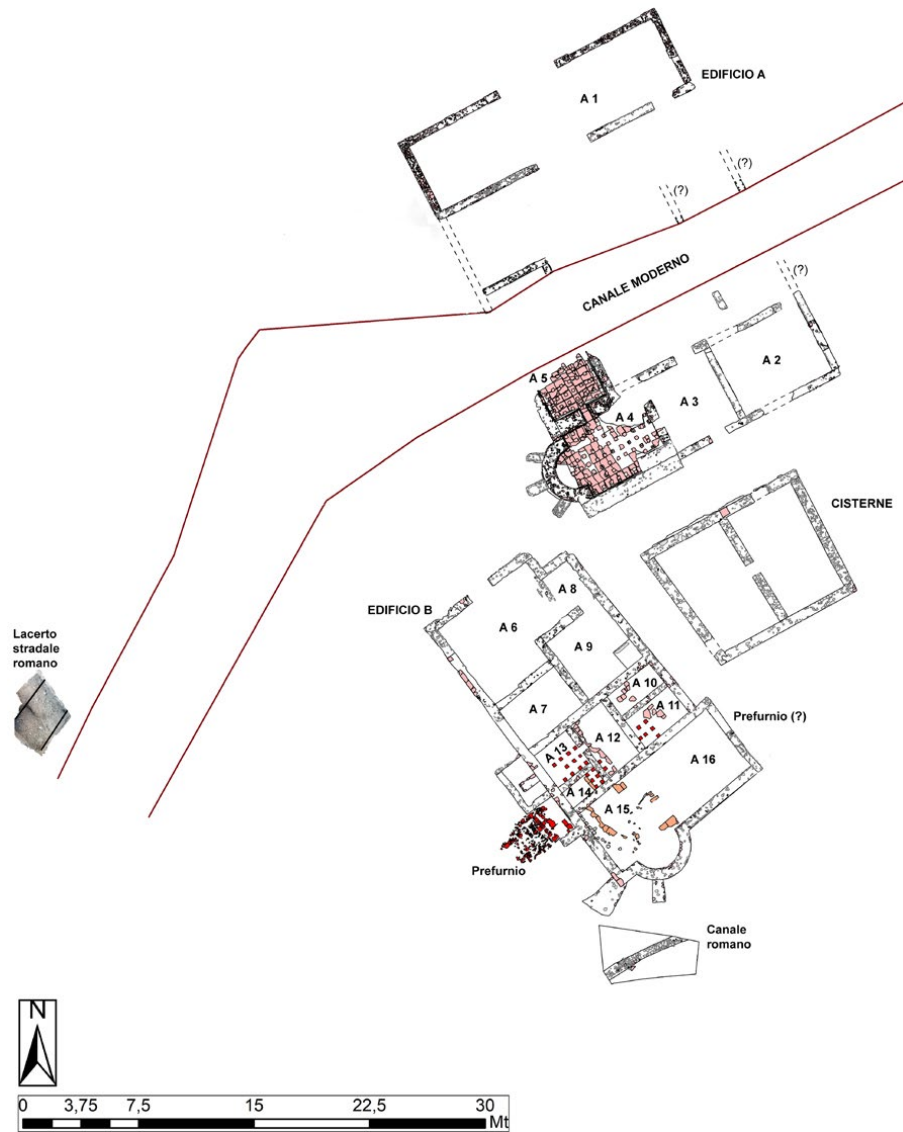 EDIFICIO A
A 1
(?)
(?)
CANALE MODERNO
(?)
A 5
A 2
A 4
A 3
CISTERNE
EDIFICIO B
A 8
A 6
A 9
Lacerto
stradale
romano
A 10
A 7
A 11
Prefurnio (?)
A 12
A 13
A 16
A 14
A 15
Prefurnio
Canale
romano
N
0 3,75 7,5 15 22,5 30
Mt